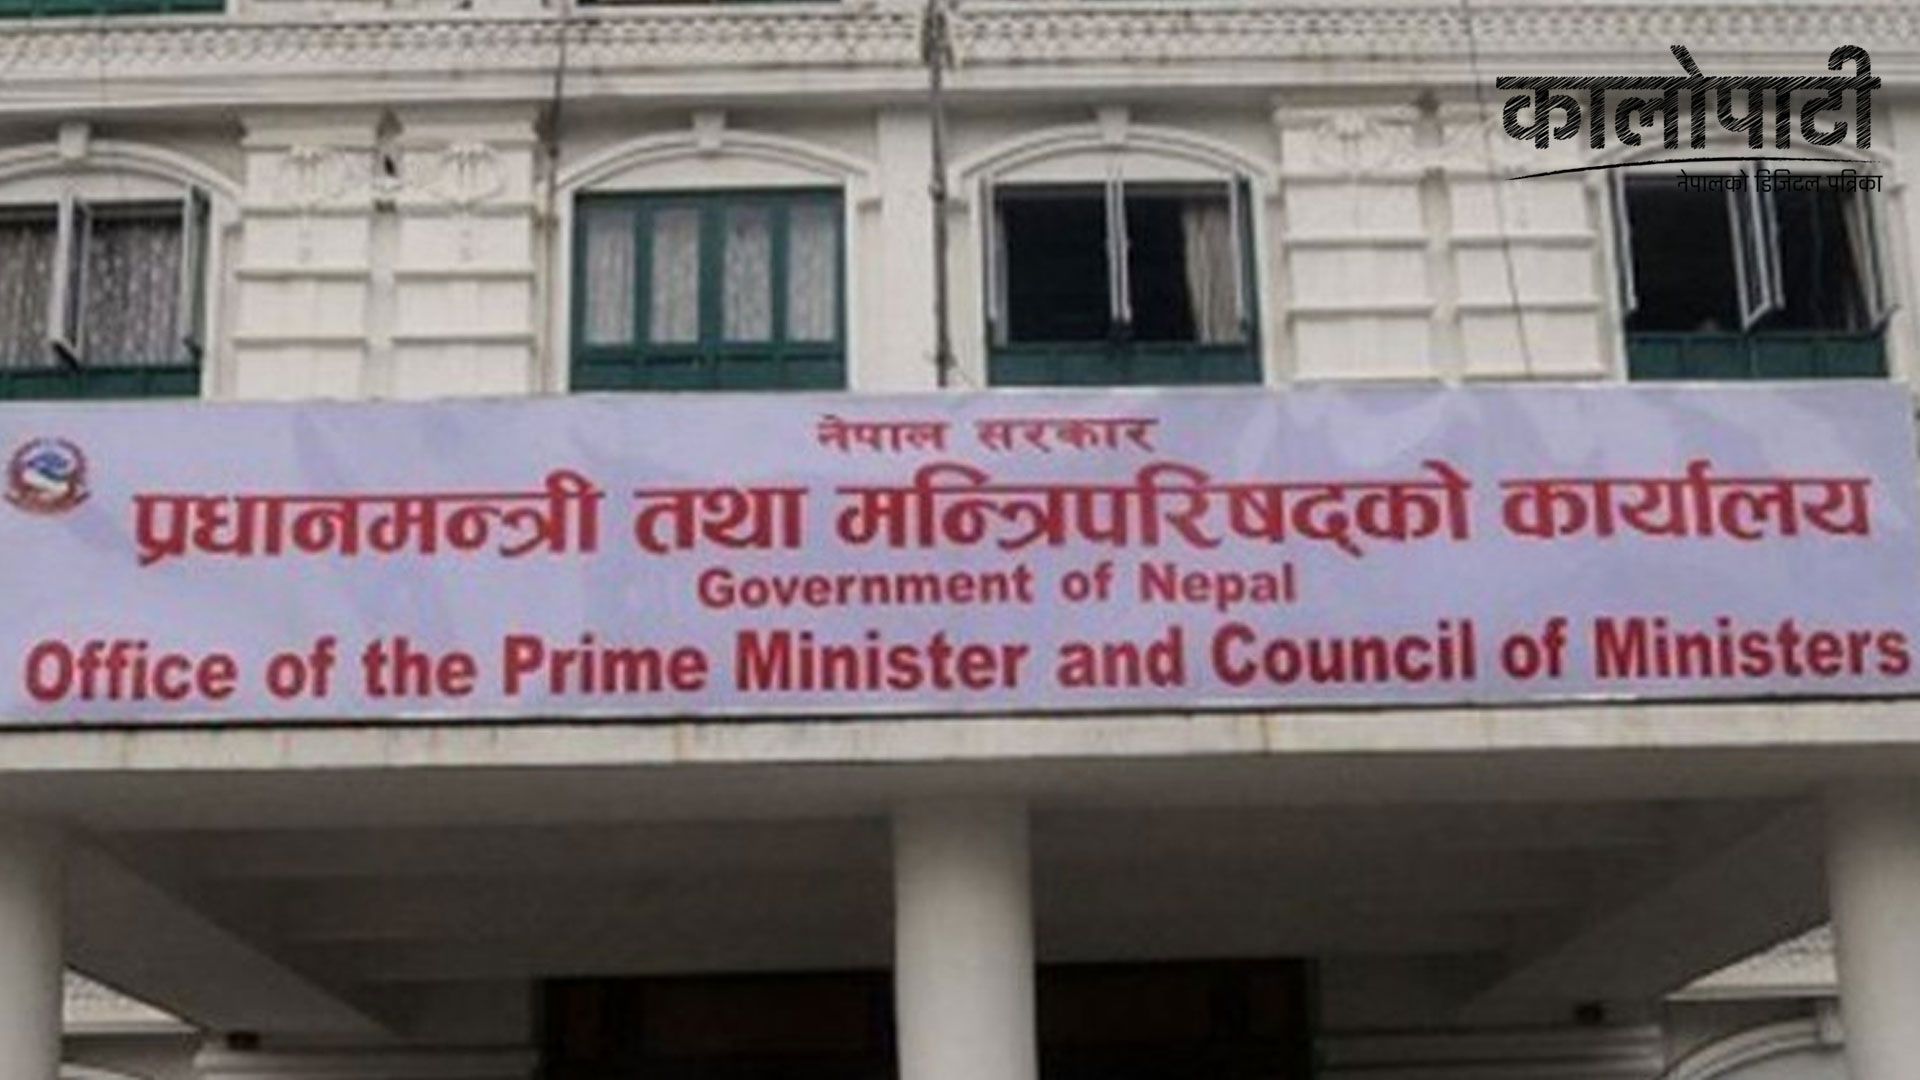 कालोपाटी
नेपालको डिजिटल पत्रिका
नेपाल सरकार
प्रधानमन्त्री तथा मन्त्रिपरिषद्को कार्यालय
Government of Nepal
Office of the Prime Minister and Council of Ministers